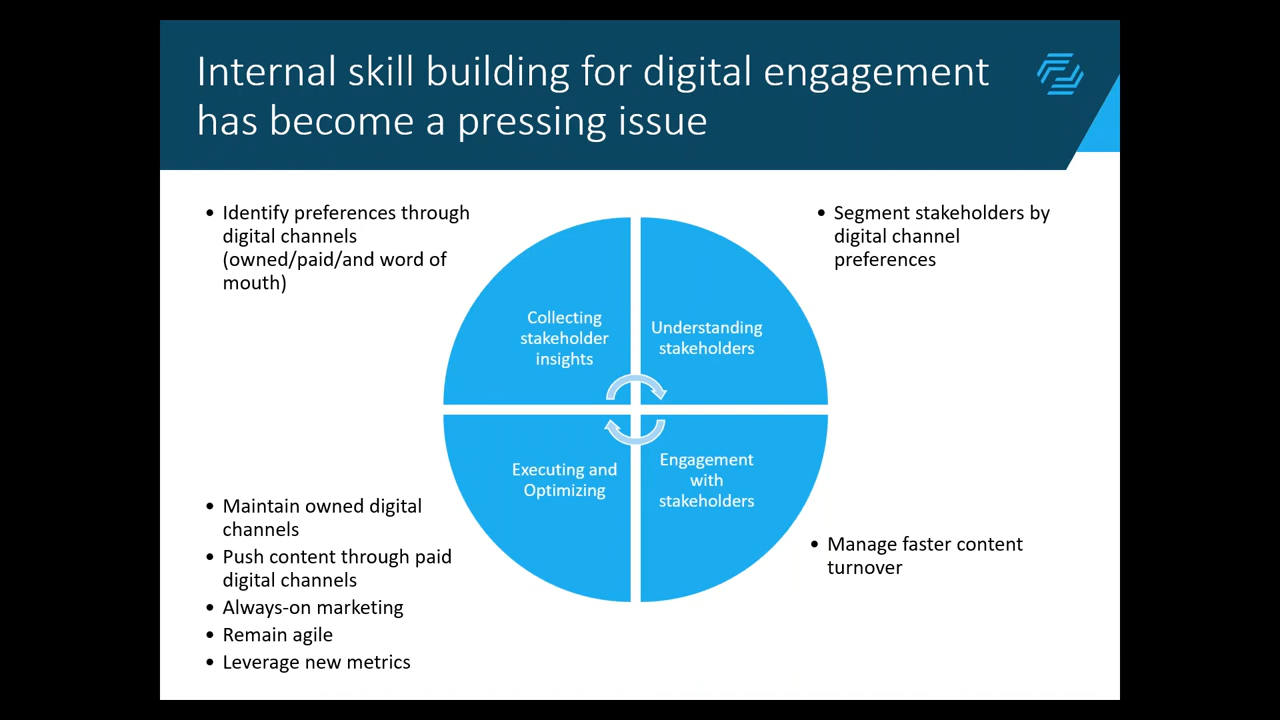 Internal skill building for digital engagement
has become a pressing issue
• Identify preferences through
digital channels
(owned/paid/and word of
mouth)
• Segment stakeholders by
digital channel
preferences
Collecting
stakeholder
insights
Understanding
stakeholders
Executing and
Optimizing
Engagement
with
stakeholders
• Maintain owned digital
channels
• Push content through paid
digital channels
• Always-on marketing
• Remain agile
• Leverage new metrics
• Manage faster content
turnover